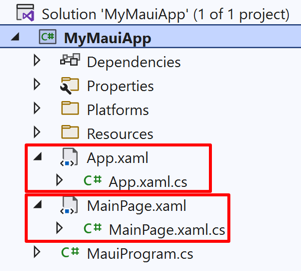 Solution 'MyMauiApp' (1 of 1 project)
C# MyMauiApp
Dependencies
Properties
Platforms
Resources
App.xaml
C# App.xaml.cs
MainPage.xaml
C# MainPage.xaml.cs
C# MauiProgram.cs